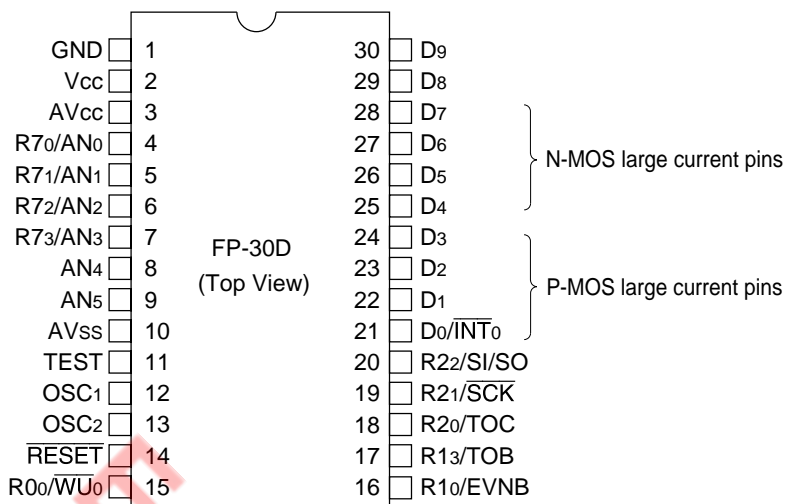 GND 1 30 D9
Vcc 2 29 D8
AVcc 3 28 D7
R70/AN0 4 27 D6
R71/AN1 5 26 D5
R72/AN2 6 25 D4
N-MOS large current pins
R73/AN3 7 24 D3
AN4 8 23 D2
AN5 9 22 D1
AVss 10 21 D0/INT0
P-MOS large current pins
FP-30D
(Top View)
TEST 11 20 R22/SI/SO
OSC1 12 19 R21/SCK
OSC2 13 18 R20/TOC
RESET 14 17 R13/TOB
R00/WU0 15 16 R10/EVNB